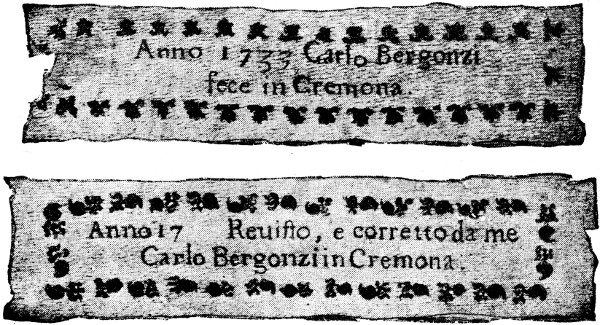 Anno 1733 Carlo Bergonzi
fece in Cremona.
Anno 17 Reuisto, e corretto da me
Carlo Bergonzi in Cremona.